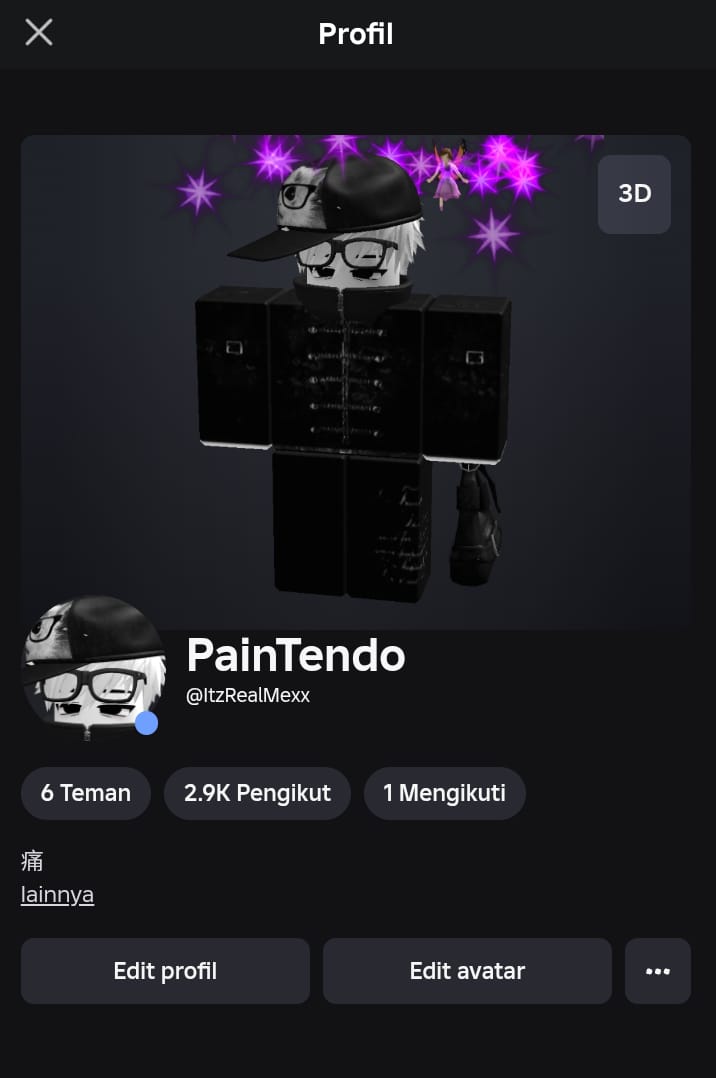 Profil
3D
PainTendo
@ItzRealMexx
6 Teman 2.9K Pengikut 1 Mengikuti
痛
lainnya
Edit profil Edit avatar